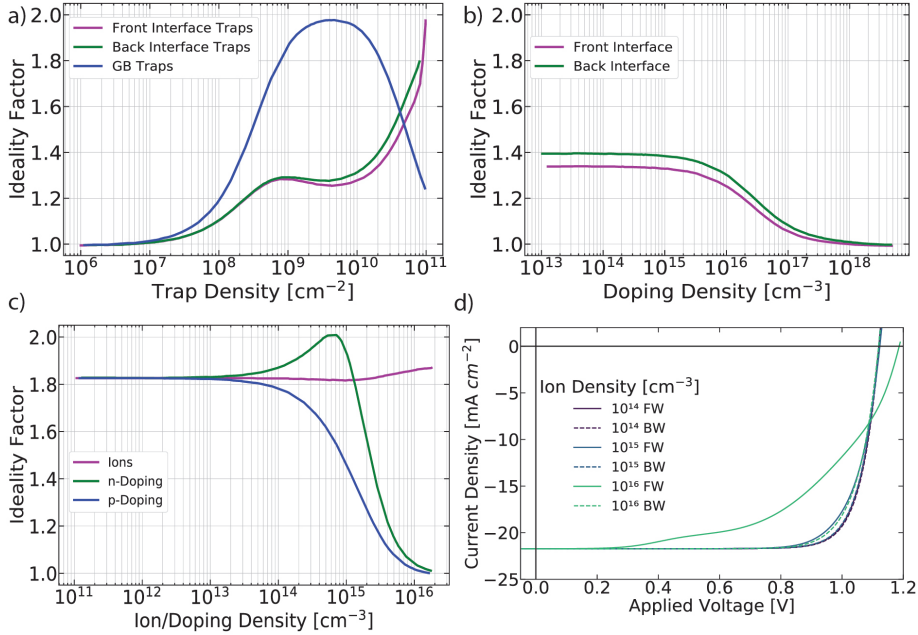 a)
Front Interface Traps
Back Interface Traps
GB Traps
2.0
1.8
1.6
1.4
1.2
1.0
Ideality Factor
10⁶ 10⁷ 10⁸ 10⁹ 10¹⁰ 10¹¹
Trap Density [cm⁻²]
b)
Front Interface
Back Interface
2.0
1.8
1.6
1.4
1.2
1.0
Ideality Factor
10¹³ 10¹⁴ 10¹⁵ 10¹⁶ 10¹⁷ 10¹⁸
Doping Density [cm⁻³]
c)
2.0
1.8
1.6
1.4
1.2
1.0
Ideality Factor
Ions
n-Doping
p-Doping
10¹¹ 10¹² 10¹³ 10¹⁴ 10¹⁵ 10¹⁶
Ion/Doping Density [cm⁻³]
d)
0
−5
−10
−15
−20
−25
Current Density [mA cm⁻²]
Ion Density [cm⁻³]
10¹⁴ FW
10¹⁴ BW
10¹⁵ FW
10¹⁵ BW
10¹⁶ FW
10¹⁶ BW
0.0 0.2 0.4 0.6 0.8 1.0 1.2
Applied Voltage [V]